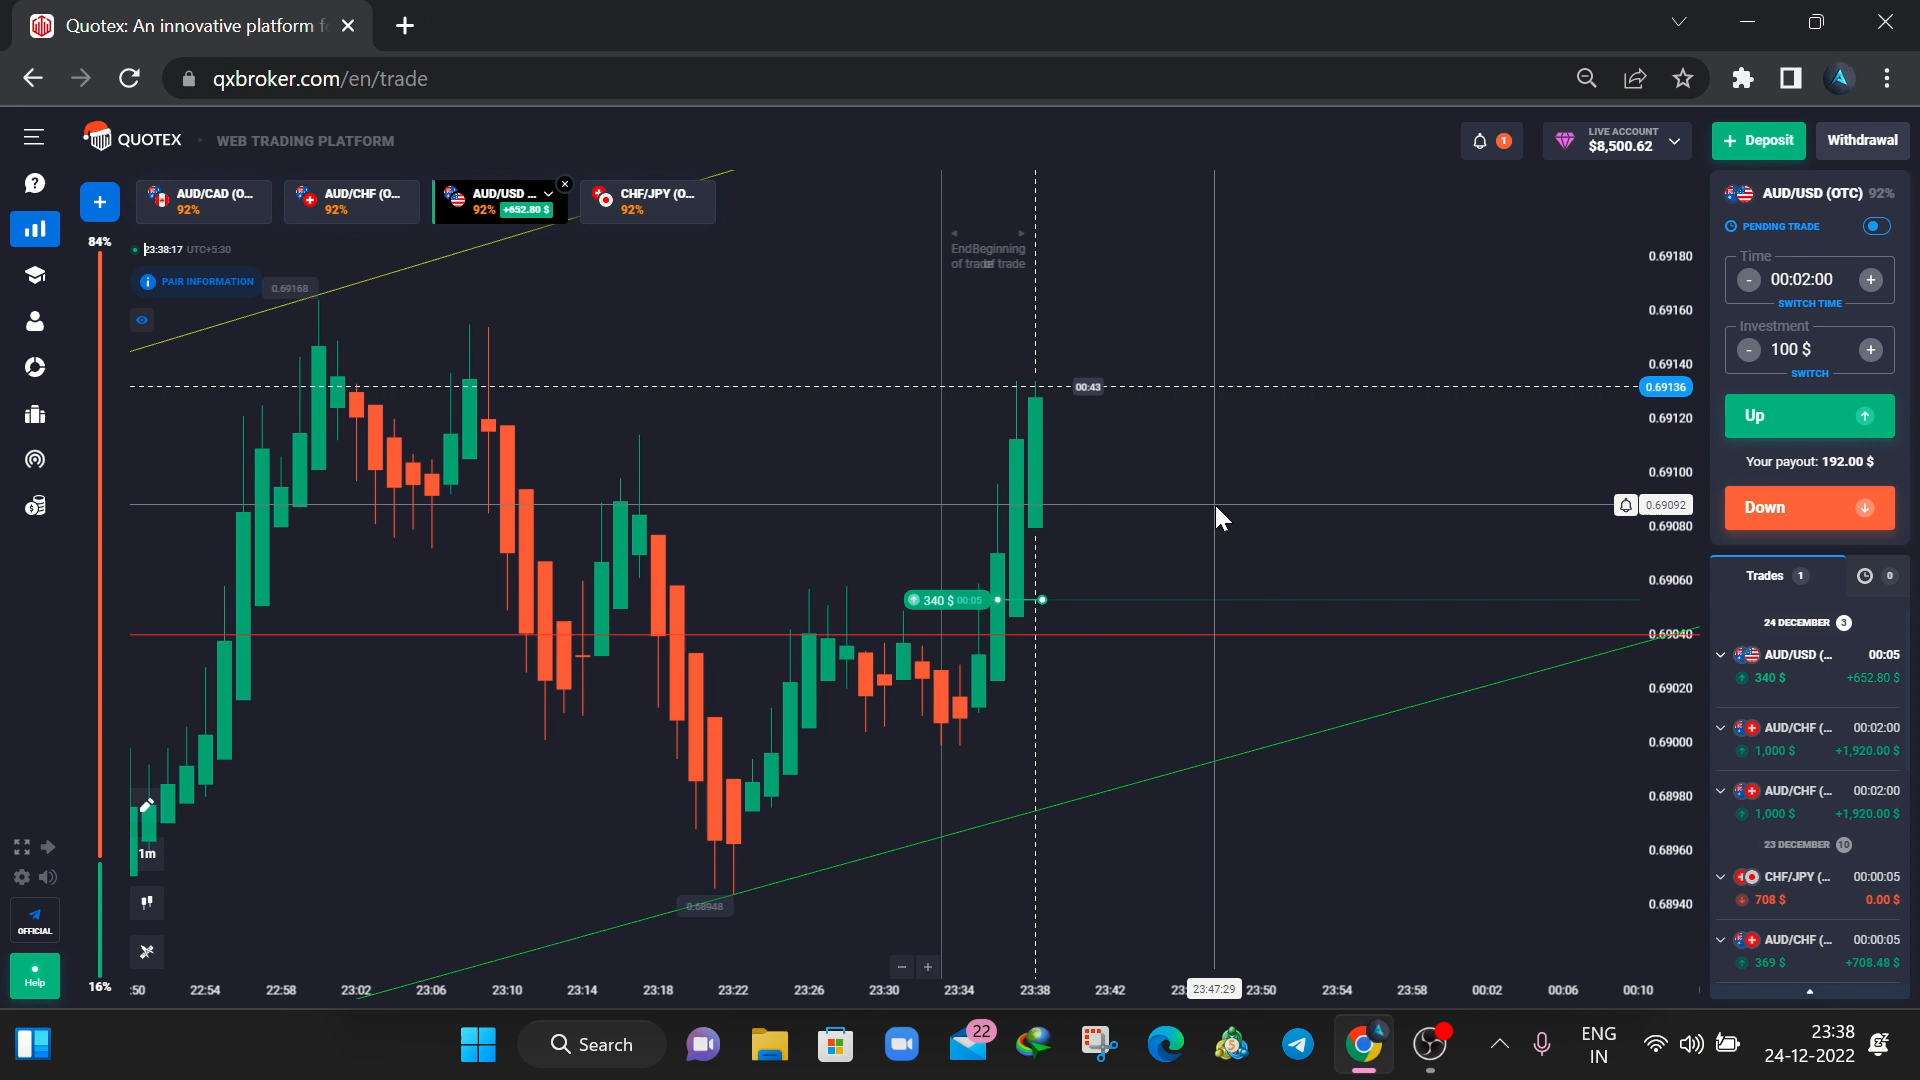 Quotex: An innovative platform f
qxbroker.com/en/trade
QUOTEX
WEB TRADING PLATFORM
1
LIVE ACCOUNT
$8,500.62
+ Deposit
Withdrawal
+
AUD/CAD (O...
92%
AUD/CHF (O...
92%
AUD/USD ...
92% +652.80 $
CHF/JPY (O...
92%
84%
23:38:17 UTC+5:30
PAIR INFORMATION
0.69168
End
of trade
Beginning
of trade
00:43
340 $ 00:05
0.68948
1m
16%
OFFICIAL
Help
0.69180
0.69160
0.69140
0.69136
0.69120
0.69100
0.69092
0.69080
0.69060
0.69040
0.69020
0.69000
0.68980
0.68960
0.68940
:50 22:54 22:58 23:02 23:06 23:10 23:14 23:18 23:22 23:26 23:30 23:34 23:38 23:42 23: 23:47:29 23:50 23:54 23:58 00:02 00:06 00:10
AUD/USD (OTC) 92%
PENDING TRADE
Time
- 00:02:00 +
SWITCH TIME
Investment
- 100 $ +
SWITCH
Up
Your payout: 192.00 $
Down
Trades 1
0
24 DECEMBER 3
AUD/USD (... 00:05
340 $ +652.80 $
AUD/CHF (... 00:02:00
1,000 $ +1,920.00 $
AUD/CHF (... 00:02:00
1,000 $ +1,920.00 $
23 DECEMBER 10
CHF/JPY (... 00:00:05
708 $ 0.00 $
AUD/CHF (... 00:00:05
369 $ +708.48 $
Search
22
ENG
IN
23:38
24-12-2022